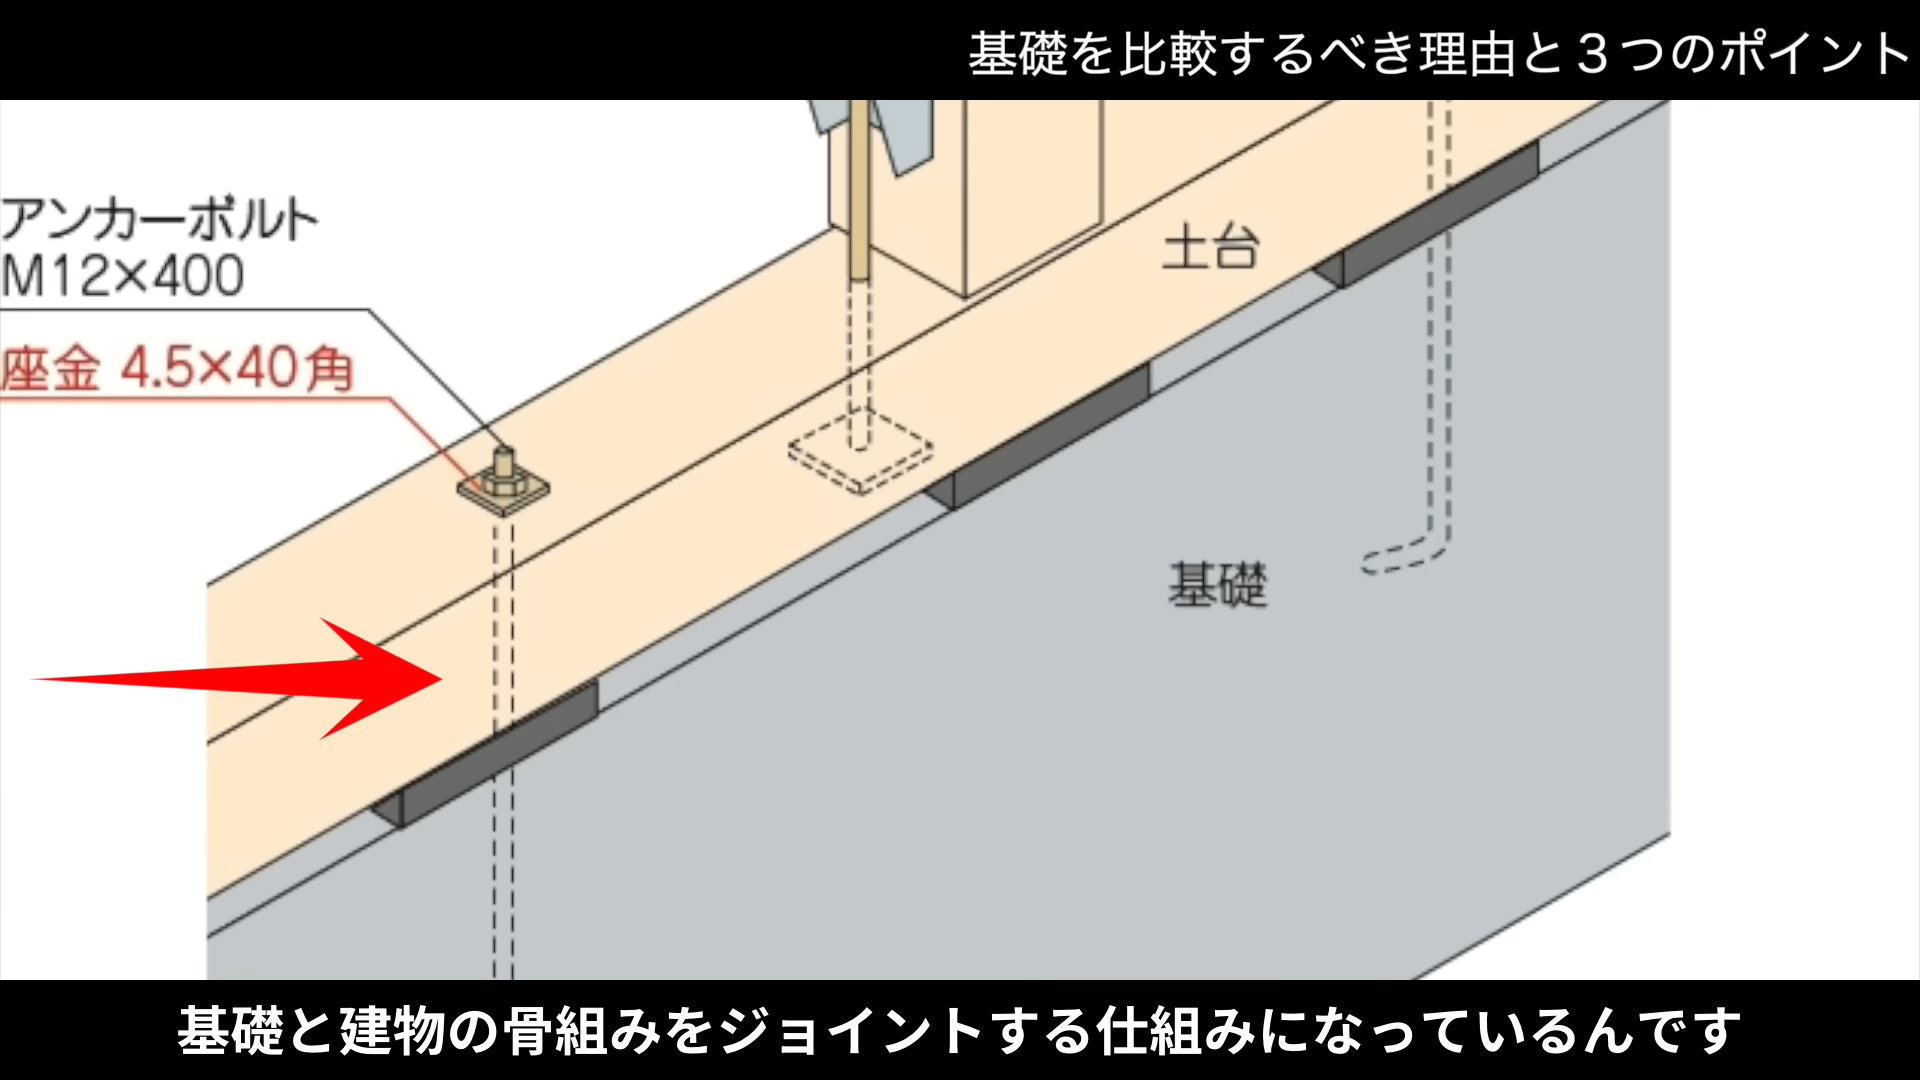 基礎を比較するべき理由と３つのポイント
アンカーボルト
M12×400
座金 4.5×40角
土台
基礎
基礎と建物の骨組みをジョイントする仕組みになっているんです